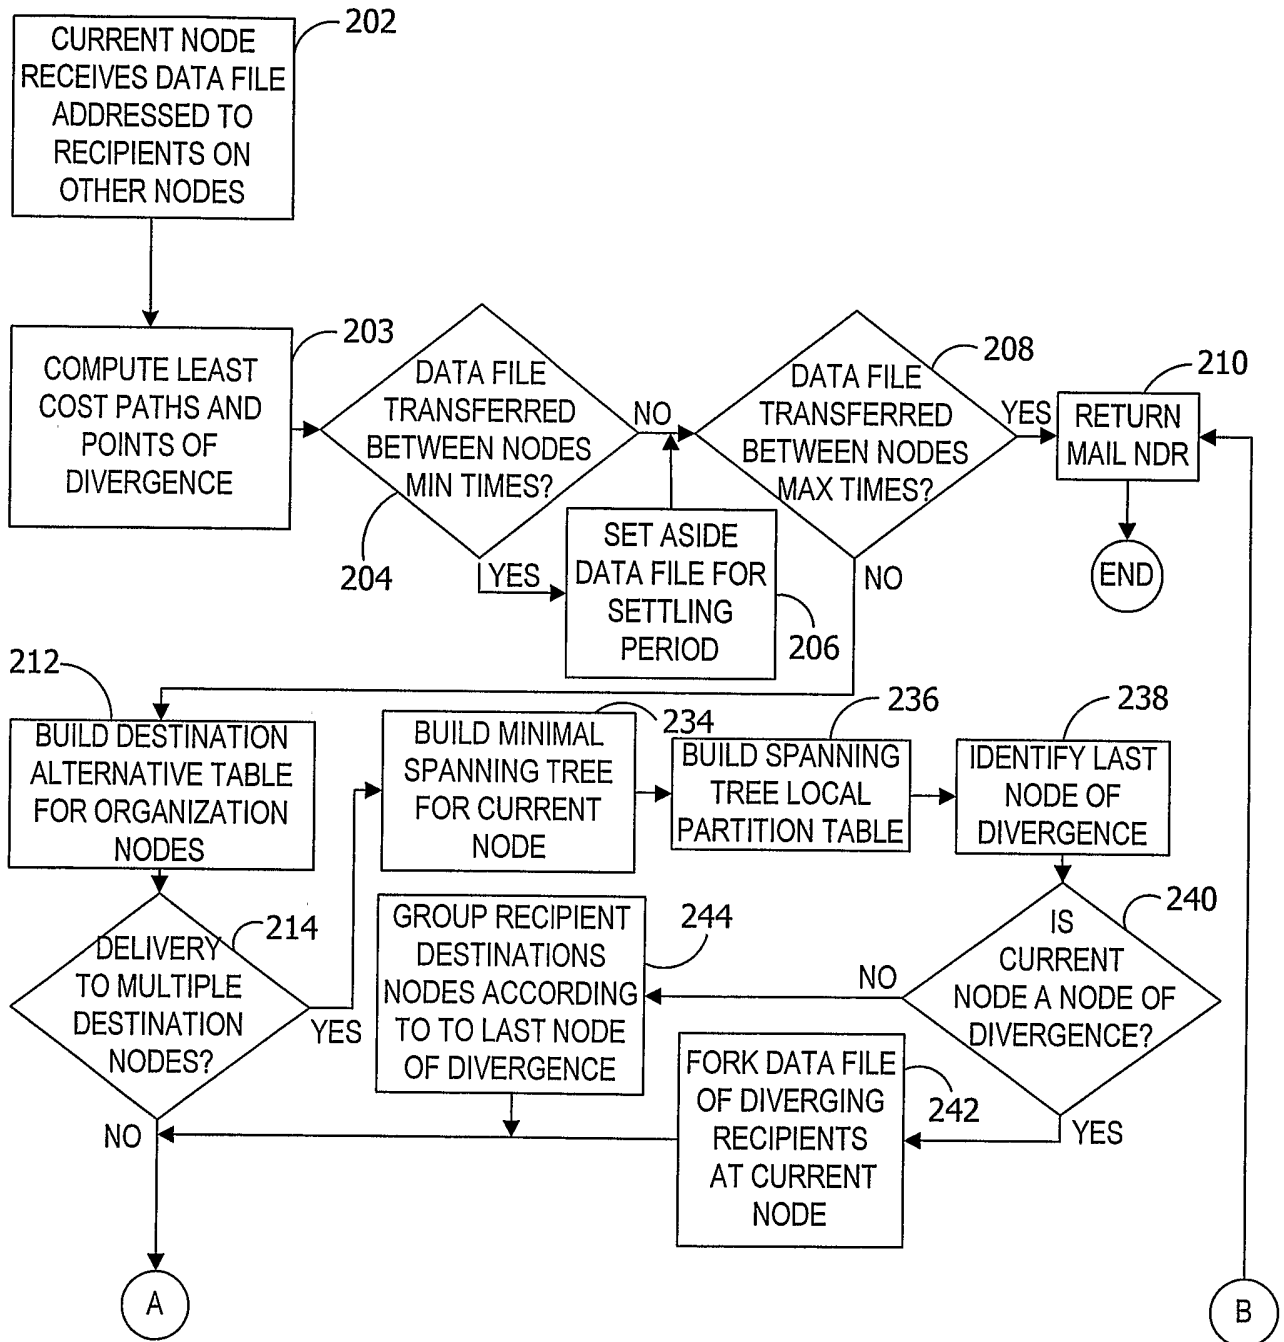 CURRENT NODE
RECEIVES DATA FILE
ADDRESSED TO
RECIPIENTS ON
OTHER NODES
202
COMPUTE LEAST
COST PATHS AND
POINTS OF
DIVERGENCE
203
DATA FILE
TRANSFERRED
BETWEEN NODES
MIN TIMES?
204
NO
YES
SET ASIDE
DATA FILE FOR
SETTLING
PERIOD
206
DATA FILE
TRANSFERRED
BETWEEN NODES
MAX TIMES?
208
YES
NO
210
RETURN
MAIL NDR
END
212
BUILD DESTINATION
ALTERNATIVE TABLE
FOR ORGANIZATION
NODES
DELIVERY
TO MULTIPLE
DESTINATION
NODES?
214
YES
NO
BUILD MINIMAL
SPANNING TREE
FOR CURRENT
NODE
234
BUILD SPANNING
TREE LOCAL
PARTITION TABLE
236
IDENTIFY LAST
NODE OF
DIVERGENCE
238
IS
CURRENT
NODE A NODE OF
DIVERGENCE?
240
NO
YES
GROUP RECIPIENT
DESTINATIONS
NODES ACCORDING
TO TO LAST NODE
OF DIVERGENCE
244
FORK DATA FILE
OF DIVERGING
RECIPIENTS
AT CURRENT
NODE
242
A
B